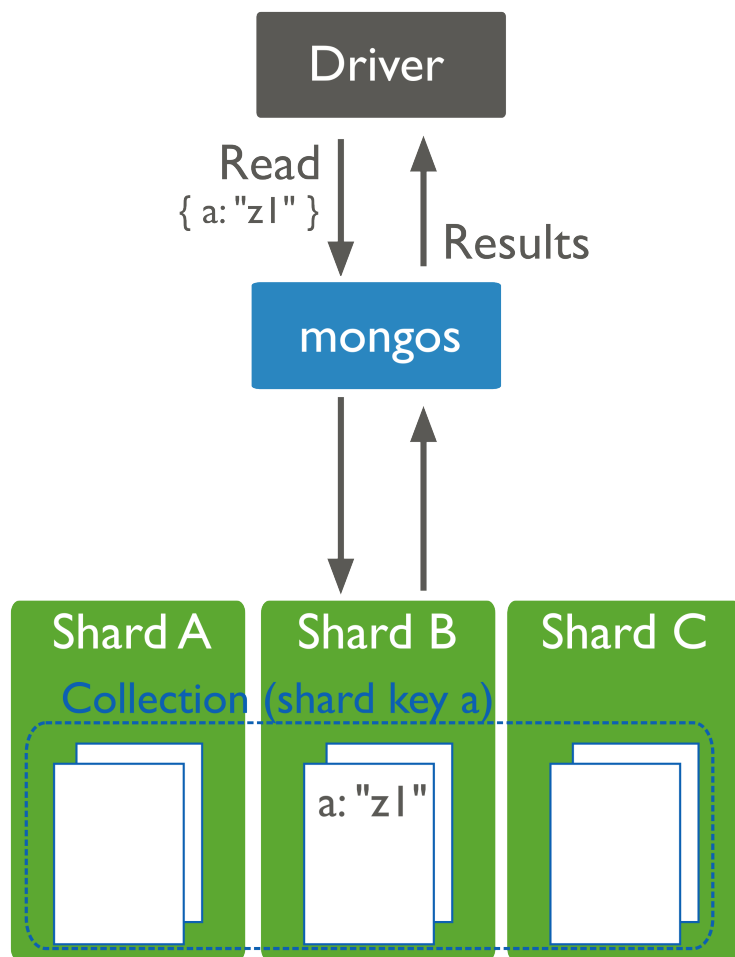 Driver
Read
{ a: "z1" }
Results
mongos
Shard A
Shard B
Shard C
Collection (shard key a)
a: "z1"